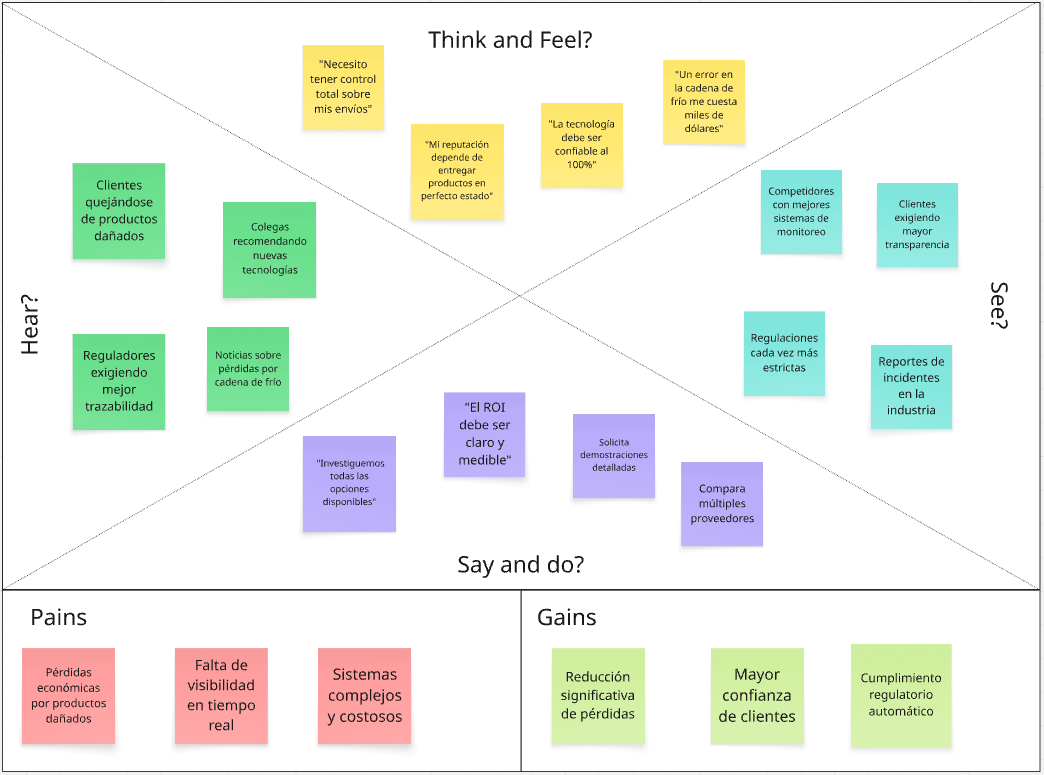 Think and Feel?
"Necesito
tener control
total sobre
mis envíos"
"Mi reputación
depende de
entregar
productos en
perfecto estado"
"La tecnología
debe ser
confiable al
100%"
"Un error en
la cadena de
frío me cuesta
miles de
dólares"
Hear?
Clientes
quejándose
de productos
dañados
Colegas
recomendando
nuevas
tecnologías
Reguladores
exigiendo
mejor
trazabilidad
Noticias sobre
pérdidas por
cadena de frío
See?
Competidores
con mejores
sistemas de
monitoreo
Clientes
exigiendo
mayor
transparencia
Regulaciones
cada vez más
estrictas
Reportes de
incidentes
en la
industria
"Investiguemos
todas las
opciones
disponibles"
"El ROI
debe ser
claro y
medible"
Solicita
demostraciones
detalladas
Compara
múltiples
proveedores
Say and do?
Pains
Pérdidas
económicas
por productos
dañados
Falta de
visibilidad
en tiempo
real
Sistemas
complejos
y costosos
Gains
Reducción
significativa
de pérdidas
Mayor
confianza
de clientes
Cumplimiento
regulatorio
automático